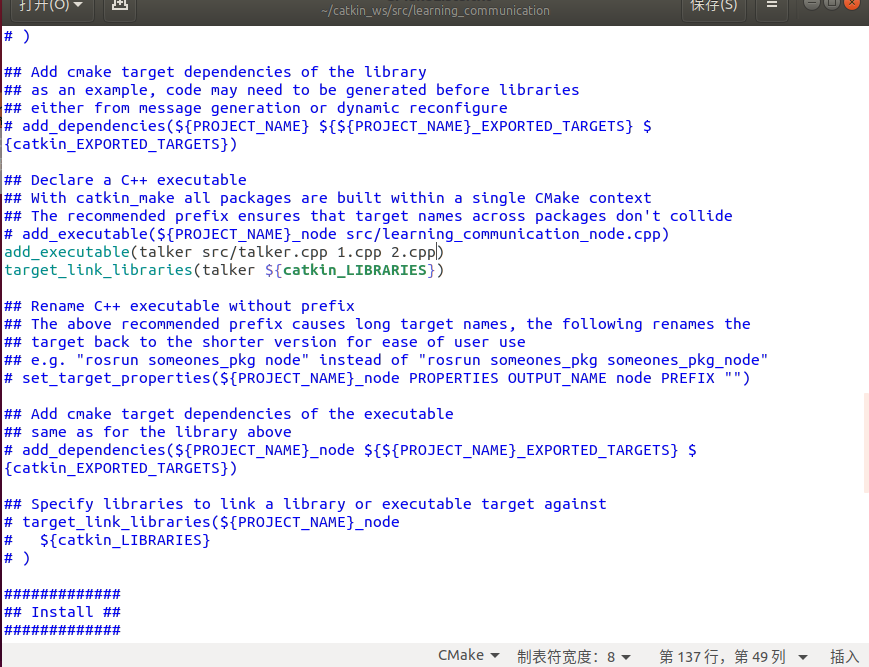 打开(O)
~/catkin_ws/src/learning_communication
保存(S)
# )
## Add cmake target dependencies of the library
## as an example, code may need to be generated before libraries
## either from message generation or dynamic reconfigure
# add_dependencies(${PROJECT_NAME} ${${PROJECT_NAME}_EXPORTED_TARGETS} $
{catkin_EXPORTED_TARGETS})
## Declare a C++ executable
## With catkin_make all packages are built within a single CMake context
## The recommended prefix ensures that target names across packages don't collide
# add_executable(${PROJECT_NAME}_node src/learning_communication_node.cpp)
add_executable(talker src/talker.cpp 1.cpp 2.cpp)
target_link_libraries(talker ${catkin_LIBRARIES})
## Rename C++ executable without prefix
## The above recommended prefix causes long target names, the following renames the
## target back to the shorter version for ease of user use
## e.g. "rosrun someones_pkg node" instead of "rosrun someones_pkg someones_pkg_node"
# set_target_properties(${PROJECT_NAME}_node PROPERTIES OUTPUT_NAME node PREFIX "")
## Add cmake target dependencies of the executable
## same as for the library above
# add_dependencies(${PROJECT_NAME}_node ${${PROJECT_NAME}_EXPORTED_TARGETS} $
{catkin_EXPORTED_TARGETS})
## Specify libraries to link a library or executable target against
# target_link_libraries(${PROJECT_NAME}_node
#   ${catkin_LIBRARIES}
# )
#############
## Install ##
#############
CMake 制表符宽度：8 第 137 行，第 49 列 插入